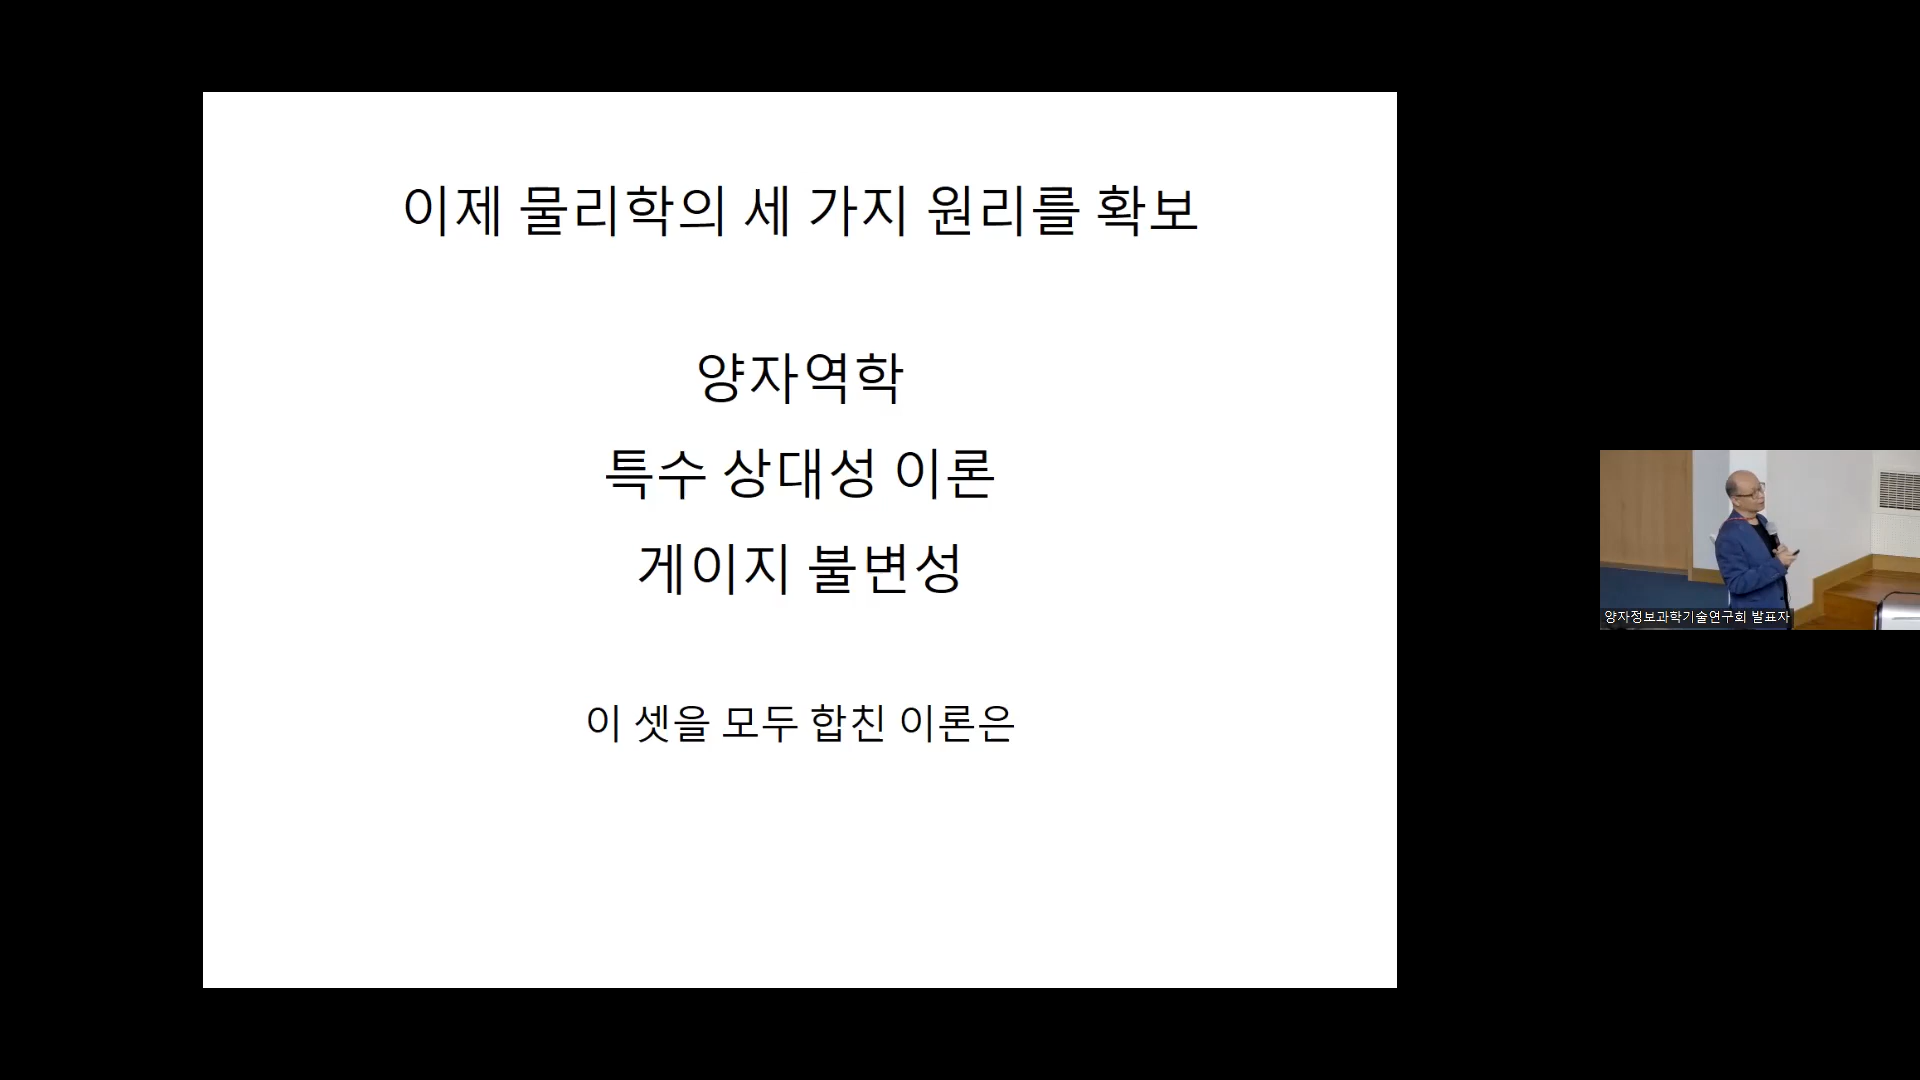 이제 물리학의 세 가지 원리를 확보
양자역학
특수 상대성 이론
게이지 불변성
이 셋을 모두 합친 이론은
양자정보과학기술연구회 발표자